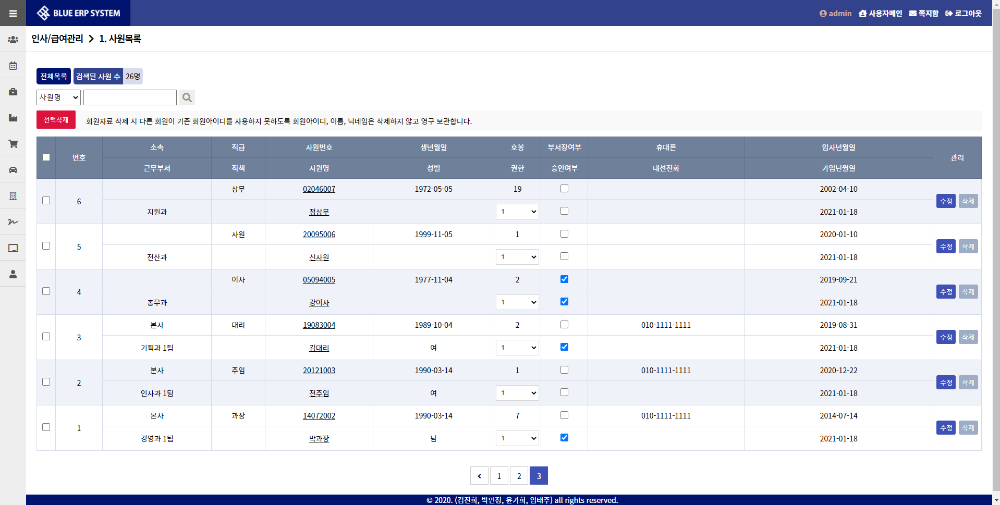 BLUE ERP SYSTEM
admin 사용자메인 쪽지함 로그아웃
인사/급여관리 > 1. 사원목록
전체목록 검색된 사원 수 26명
사원명
선택삭제 회원자료 삭제 시 다른 회원이 기존 회원아이디를 사용하지 못하도록 회원아이디, 이름, 닉네임은 삭제하지 않고 영구 보관합니다.
번호 소속 직급 사원번호 생년월일 호봉 부서장여부 휴대폰 입사년월일 관리
근무부서 직책 사원명 성별 권한 승인여부 내선전화 가입년월일
6 상무 02046007 1972-05-05 19 2002-04-10 수정 삭제
지원과 정상무 1 2021-01-18
5 사원 20095006 1999-11-05 1 2020-01-10 수정 삭제
전산과 신사원 1 2021-01-18
4 이사 05094005 1977-11-04 2 2019-09-21 수정 삭제
총무과 강이사 1 2021-01-18
3 본사 대리 19083004 1989-10-04 2 010-1111-1111 2019-08-31 수정 삭제
기획과 1팀 김대리 여 1 2021-01-18
2 본사 주임 20121003 1990-03-14 1 010-1111-1111 2020-12-22 수정 삭제
인사과 1팀 전주임 여 1 2021-01-18
1 본사 과장 14072002 1990-03-14 7 010-1111-1111 2014-07-14 수정 삭제
경영과 1팀 박과장 남 1 2021-01-18
1 2 3
© 2020. (김진희, 박민정, 윤가희, 임태주) all rights reserved.